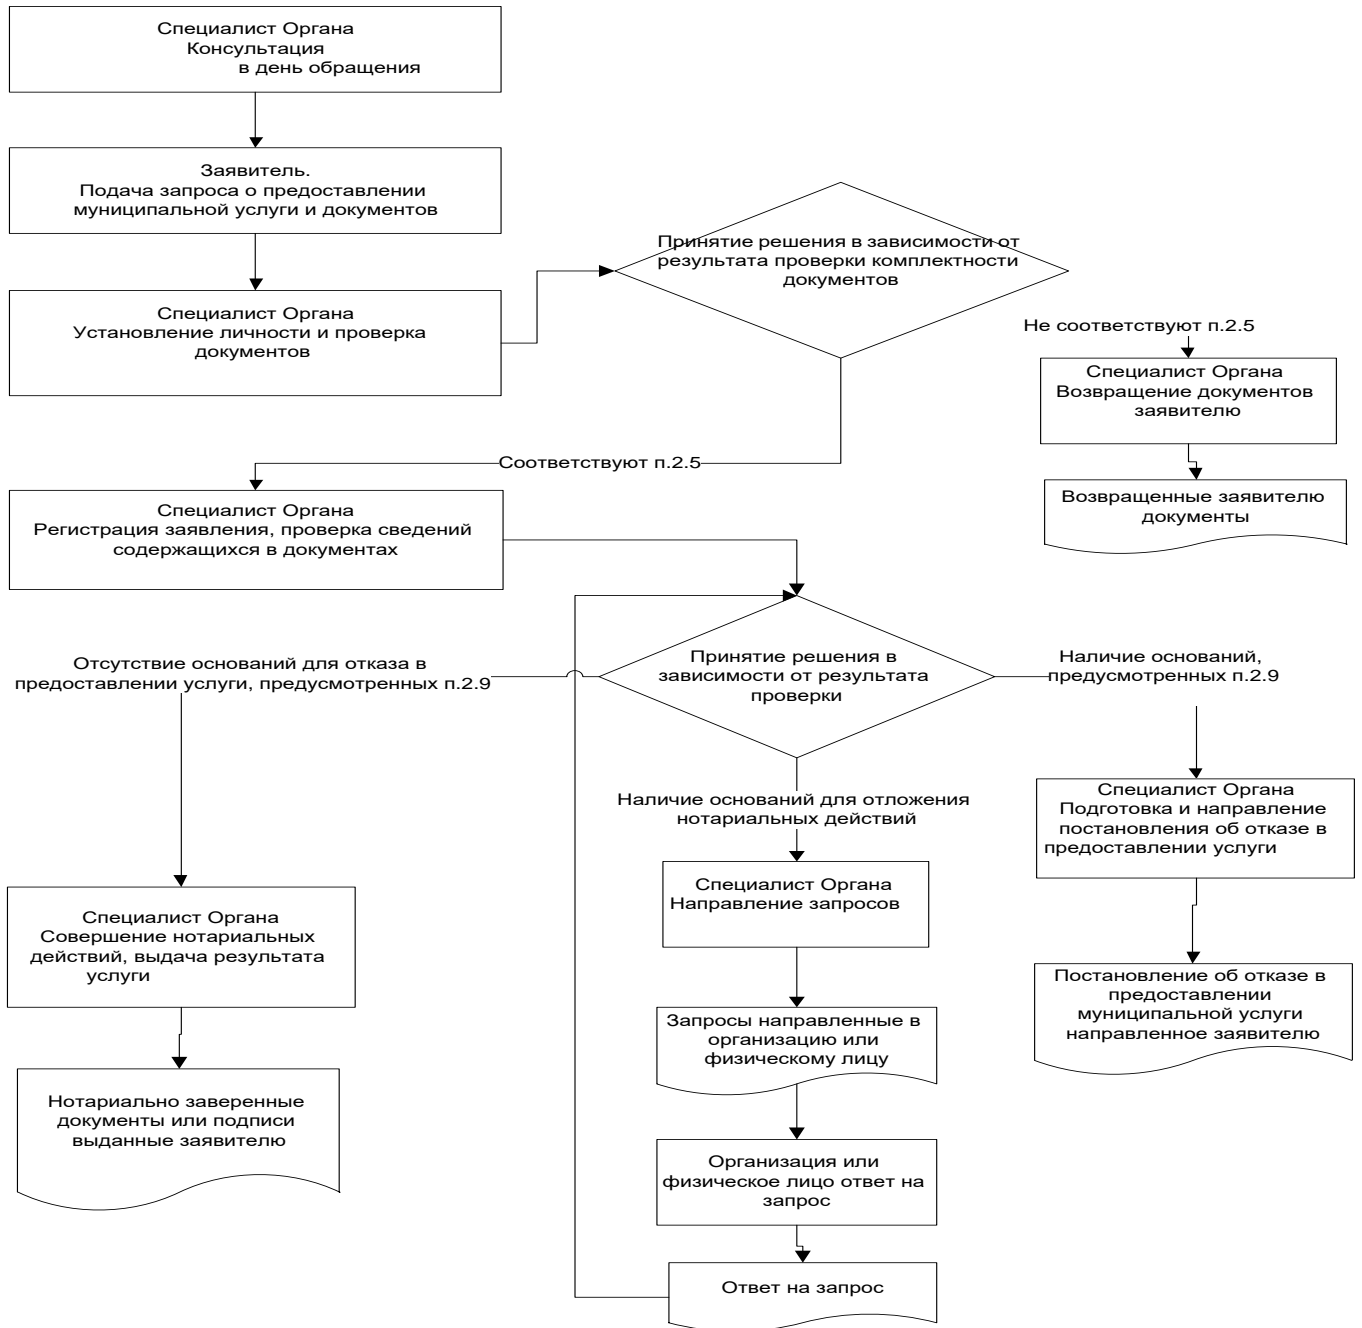 Специалист Органа
Консультация
в день обращения
Заявитель.
Подача запроса о предоставлении
муниципальной услуги и документов
Специалист Органа
Установление личности и проверка
документов
Принятие решения в зависимости от
результата проверки комплектности
документов
Не соответствуют п.2.5
Специалист Органа
Возвращение документов
заявителю
Возвращенные заявителю
документы
Соответствуют п.2.5
Специалист Органа
Регистрация заявления, проверка сведений
содержащихся в документах
Принятие решения в
зависимости от результата
проверки
Отсутствие оснований для отказа в
предоставлении услуги, предусмотренных п.2.9
Наличие оснований,
предусмотренных п.2.9
Наличие оснований для отложения
нотариальных действий
Специалист Органа
Подготовка и направление
постановления об отказе в
предоставлении услуги
Специалист Органа
Направление запросов
Специалист Органа
Совершение нотариальных
действий, выдача результата
услуги
Постановление об отказе в
предоставлении
муниципальной услуги
направленное заявителю
Запросы направленные в
организацию или
физическому лицу
Нотариально заверенные
документы или подписи
выданные заявителю
Организация или
физическое лицо ответ на
запрос
Ответ на запрос